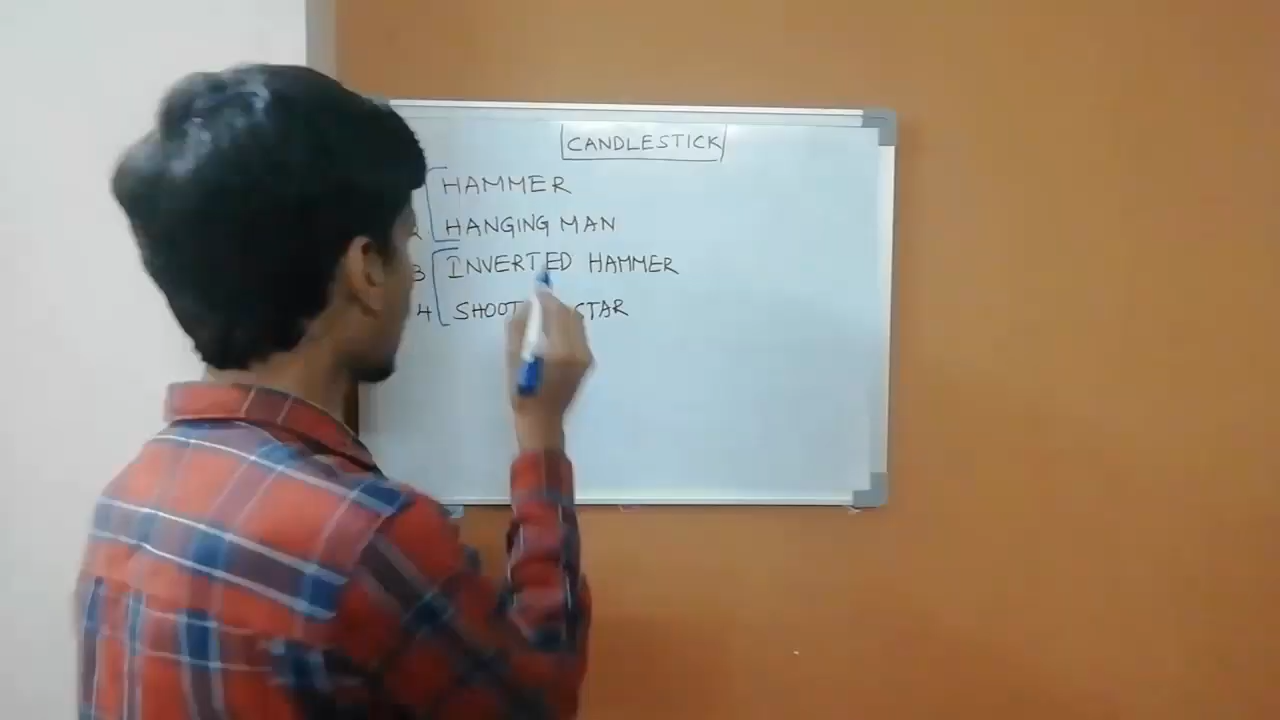 CANDLESTICK
HAMMER
HANGING MAN
3 INVERTED HAMMER
4 STAR